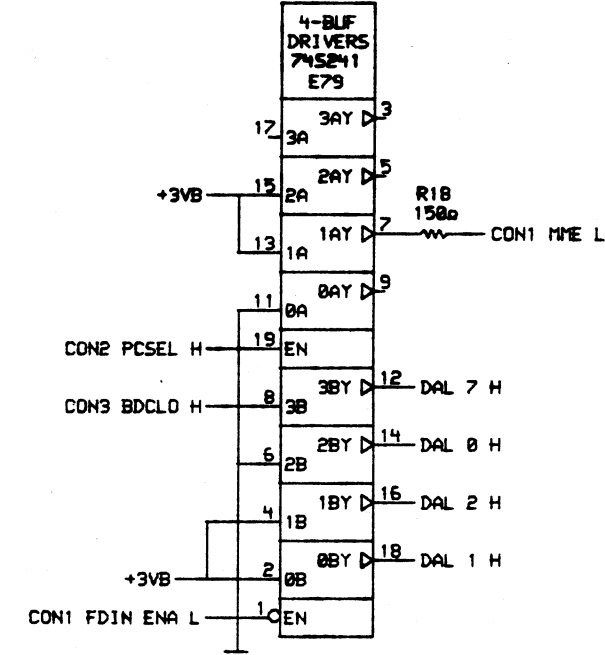 4-BUF
DRIVERS
74S241
E79
3AY 3
17 3A
2AY 5
+3VB 15 2A
R18
150Ω
1AY 7 CON1 MME L
13 1A
0AY 9
11 0A
CON2 PCSEL H 19 EN
3BY 12 DAL 7 H
CON3 BDCLO H 8 3B
2BY 14 DAL 0 H
6 2B
1BY 16 DAL 2 H
4 1B
0BY 18 DAL 1 H
+3VB 2 0B
CON1 FDIN ENA L 1 EN